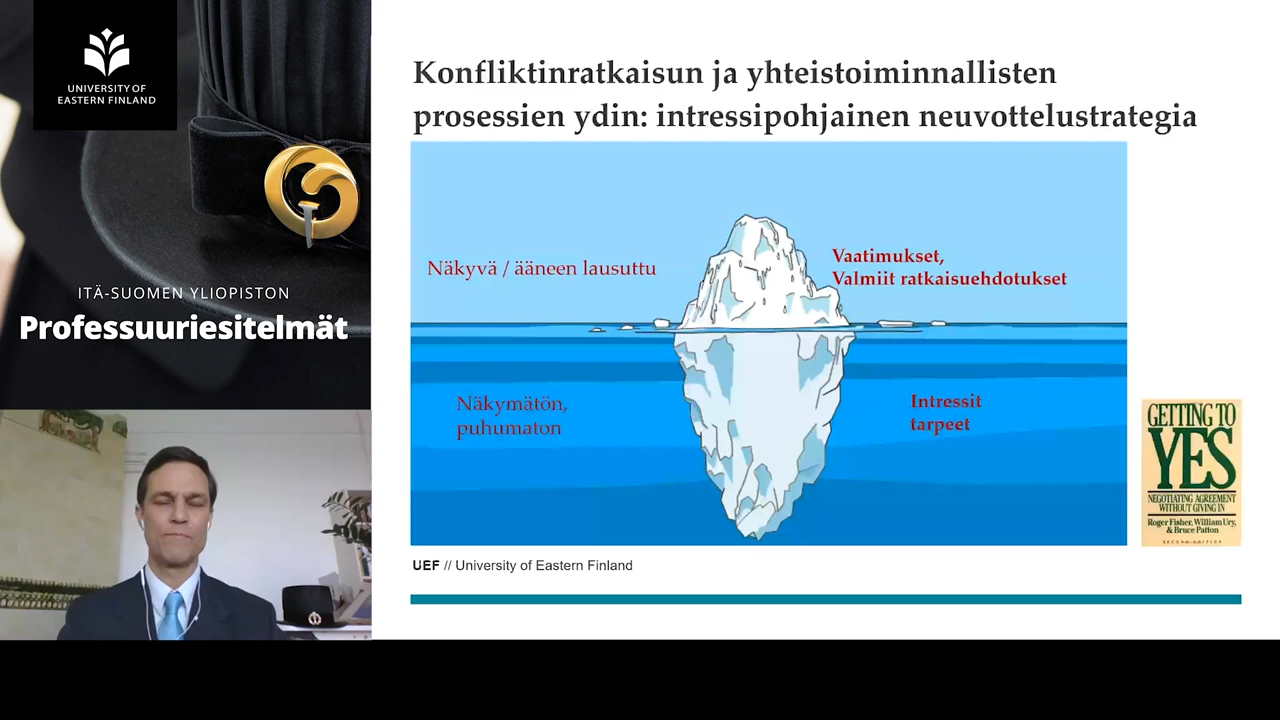 UNIVERSITY OF
EASTERN FINLAND
ITÄ-SUOMEN YLIOPISTON
Professuuriesitelmät
Konfliktinratkaisun ja yhteistoiminnallisten
prosessien ydin: intressipohjainen neuvottelustrategia
Näkyvä / ääneen lausuttu
Vaatimukset,
Valmiit ratkaisuehdotukset
Näkymätön,
puhumaton
Intressit
tarpeet
GETTING TO
YES
NEGOTIATING AGREEMENT
WITHOUT GIVING IN
Roger Fisher, William Ury,
& Bruce Patton
SECOND EDITION
UEF // University of Eastern Finland